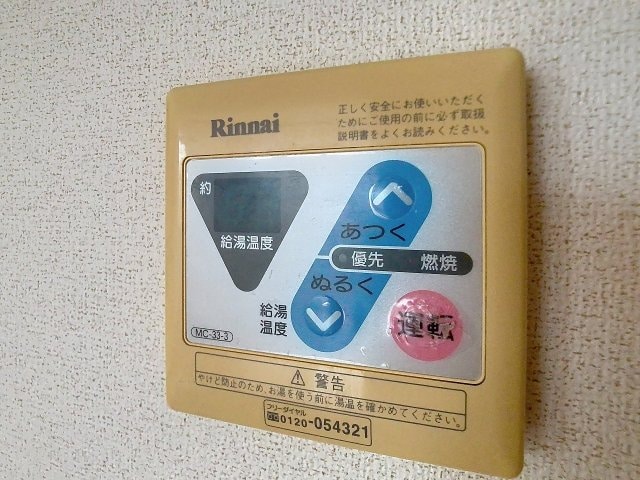 Rinnai
正しく安全にお使いいただく
ためにご使用の前に必ず取扱
説明書をよくお読みください。
約
給湯温度
あつく
優先 燃焼
ぬるく
給湯
温度
運転
MC-33-3
⚠ 警告
やけど防止のため、お湯を使う前に湯温を確かめてください。
フリーダイヤル
0120-054321